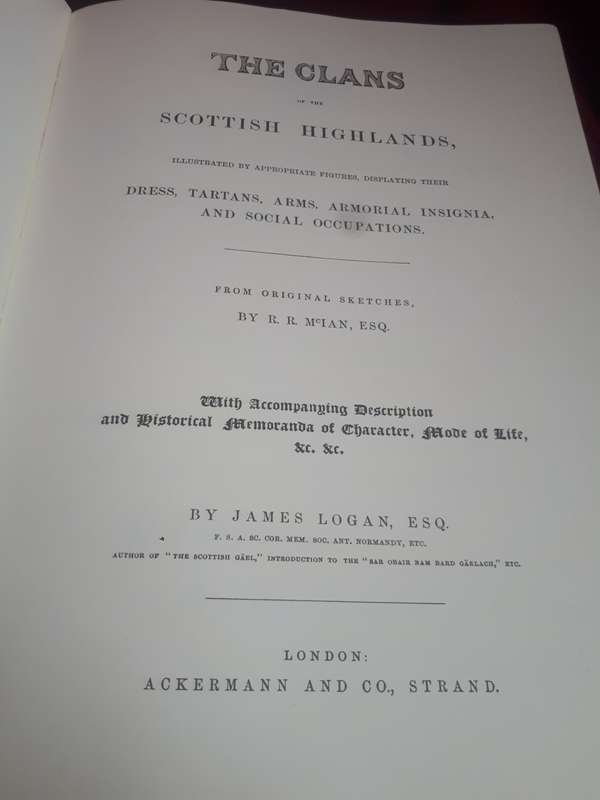 THE CLANS
OF THE
SCOTTISH HIGHLANDS,
ILLUSTRATED BY APPROPRIATE FIGURES, DISPLAYING THEIR
DRESS, TARTANS, ARMS, ARMORIAL INSIGNIA,
AND SOCIAL OCCUPATIONS.
FROM ORIGINAL SKETCHES,
BY R. R. McIAN, ESQ.
With Accompanying Description
and Historical Memoranda of Character, Mode of Life,
&c. &c.
BY JAMES LOGAN, ESQ.
F. S. A. SC. COR. MEM. SOC. ANT. NORMANDY, ETC.
AUTHOR OF "THE SCOTTISH GÄEL," INTRODUCTION TO THE "SAR OBAIR NAM BARD GÄELACH," ETC.
LONDON:
ACKERMANN AND CO., STRAND.